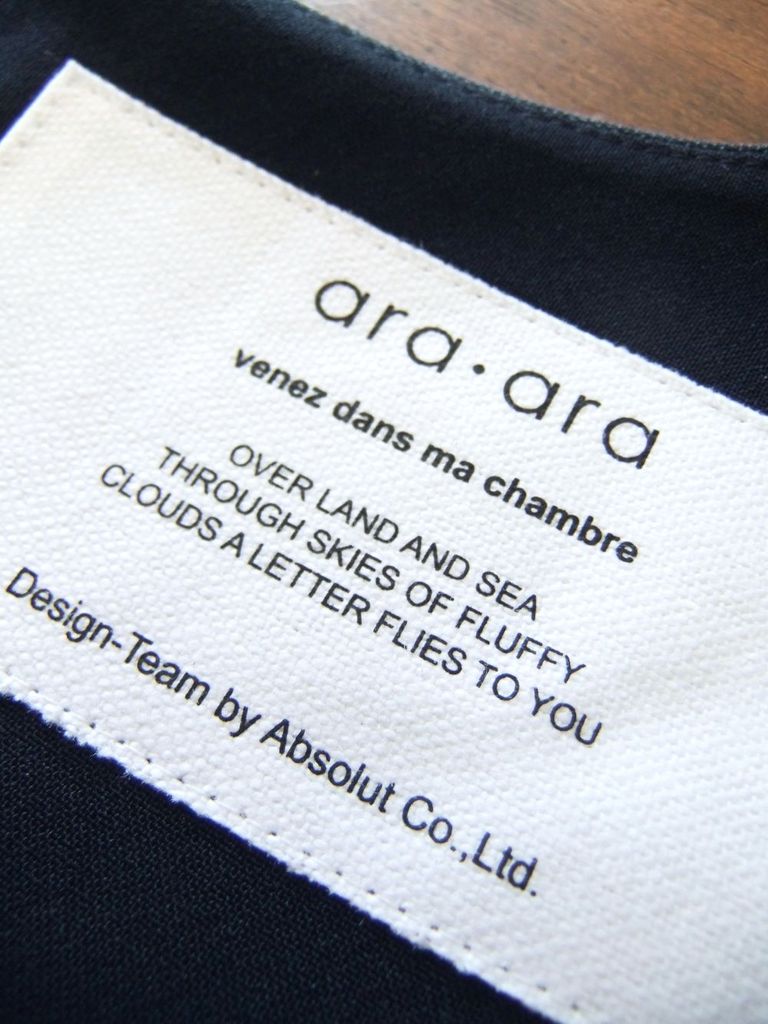 ara·ara
venez dans ma chambre
OVER LAND AND SEA
THROUGH SKIES OF FLUFFY
CLOUDS A LETTER FLIES TO YOU
Design-Team by Absolut Co.,Ltd.